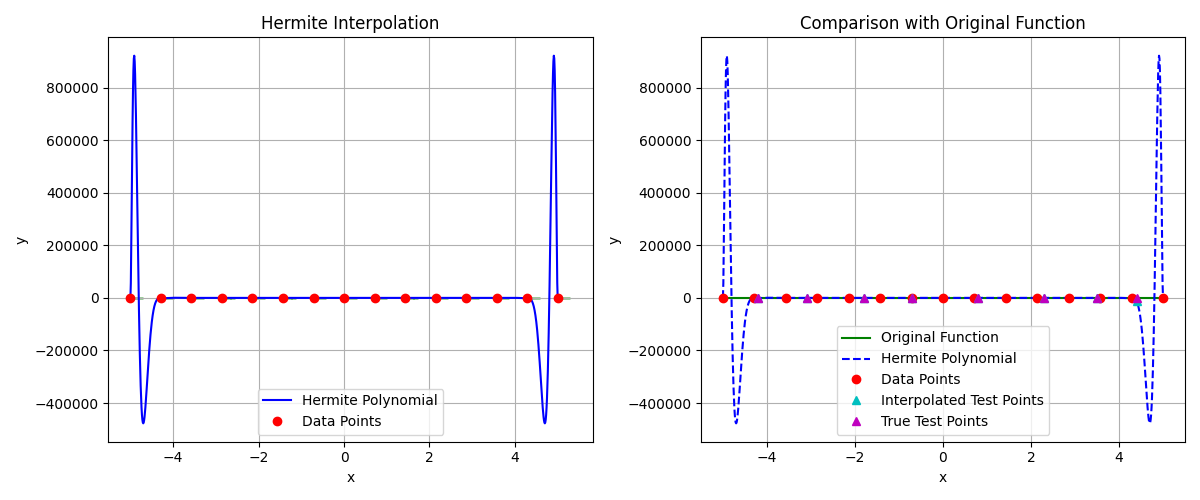 Hermite Interpolation
800000
600000
400000
200000
0
−200000
−400000
y
−4
−2
0
2
4
x
Hermite Polynomial
Data Points
Comparison with Original Function
800000
600000
400000
200000
0
−200000
−400000
y
−4
−2
0
2
4
x
Original Function
Hermite Polynomial
Data Points
Interpolated Test Points
True Test Points